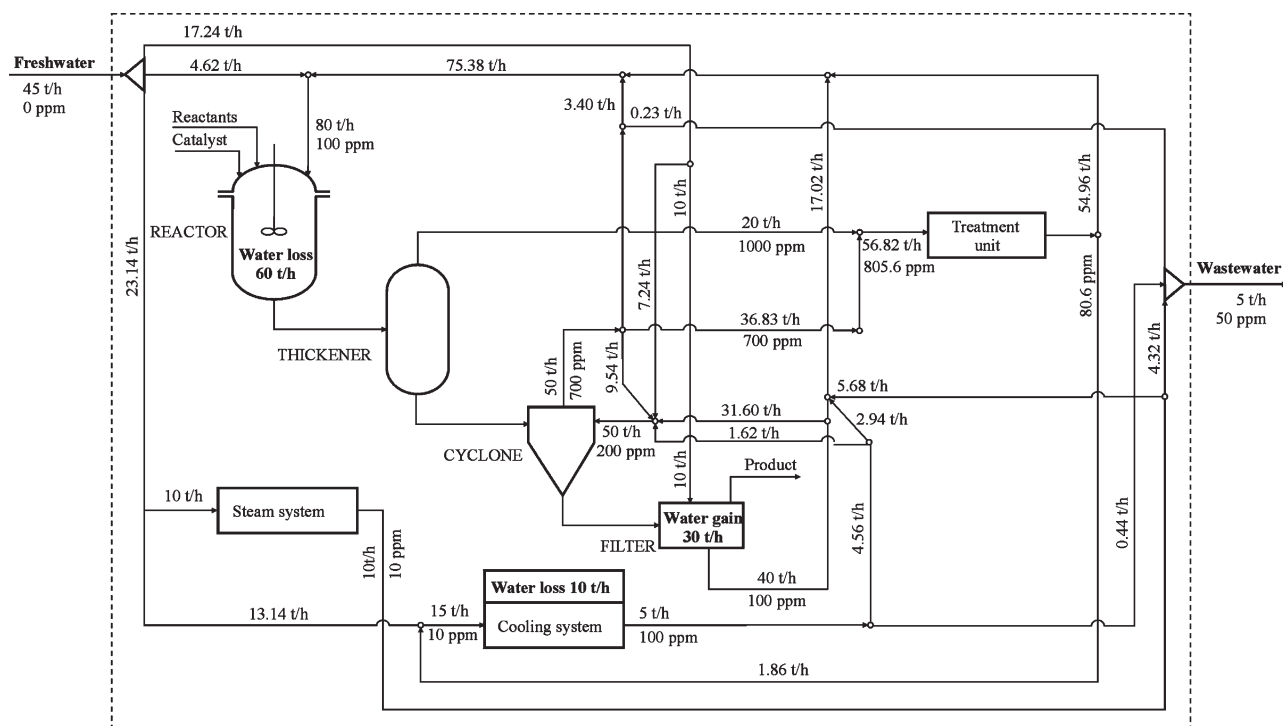 17.24 t/h
Freshwater
4.62 t/h
75.38 t/h
45 t/h
0 ppm
3.40 t/h
0.23 t/h
Reactants
Catalyst
80 t/h
100 ppm
10 t/h
17.02 t/h
54.96 t/h
REACTOR
Water loss
60 t/h
23.14 t/h
20 t/h
1000 ppm
56.82 t/h
805.6 ppm
Treatment
unit
Wastewater
5 t/h
50 ppm
7.24 t/h
80.6 ppm
THICKENER
36.83 t/h
700 ppm
4.32 t/h
50 t/h
700 ppm
9.54 t/h
5.68 t/h
31.60 t/h
2.94 t/h
50 t/h
200 ppm
1.62 t/h
CYCLONE
10 t/h
Product
10 t/h
Steam system
Water gain
30 t/h
FILTER
4.56 t/h
0.44 t/h
10t/h
10 ppm
40 t/h
100 ppm
Water loss 10 t/h
13.14 t/h
15 t/h
10 ppm
Cooling system
5 t/h
100 ppm
1.86 t/h